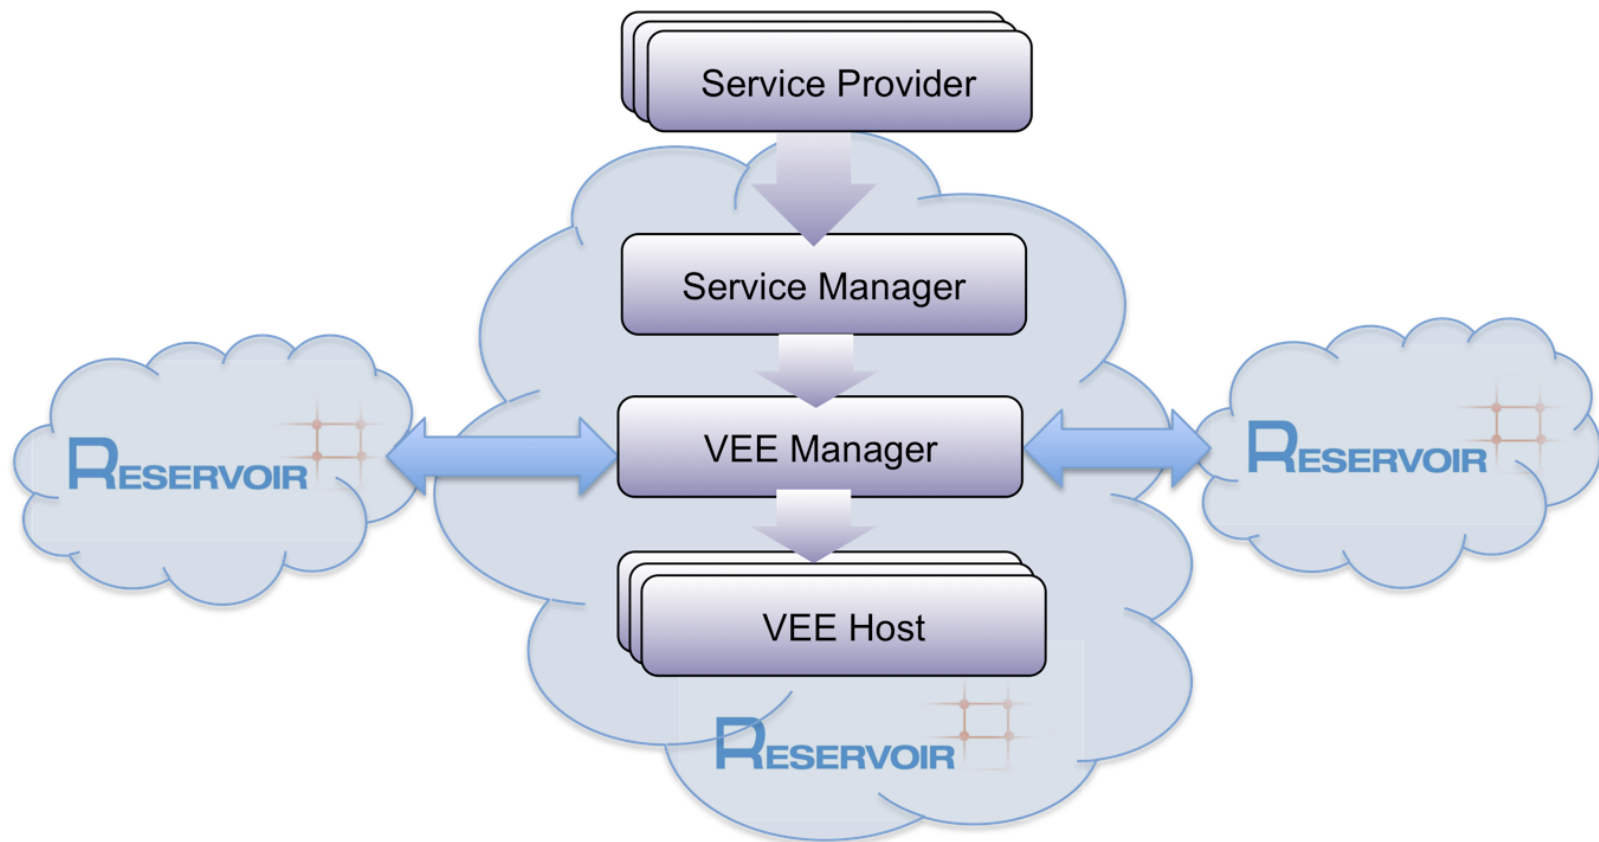 Service Provider
Service Manager
RESERVOIR
VEE Manager
RESERVOIR
VEE Host
RESERVOIR